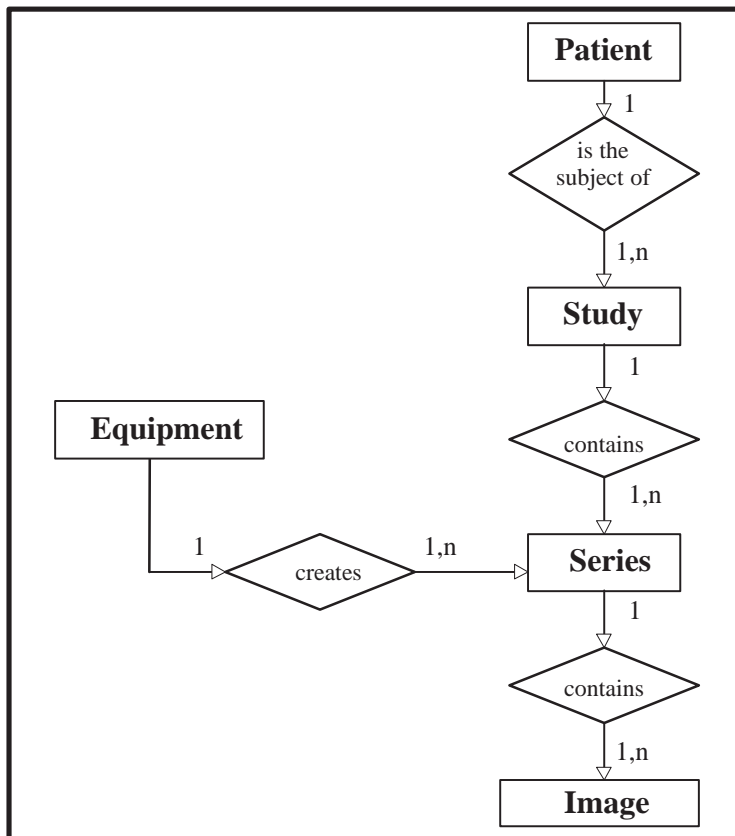 Patient
1
is the
subject of
1,n
Study
1
Equipment
contains
1,n
1
1,n
creates
Series
1
contains
1,n
Image